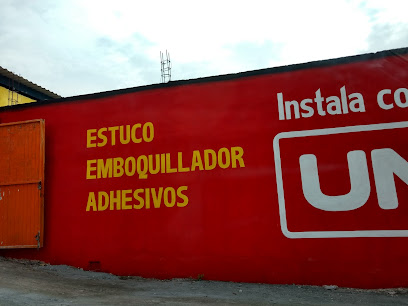 ESTUCO
EMBOQUILLADOR
ADHESIVOS
Instala co
UN